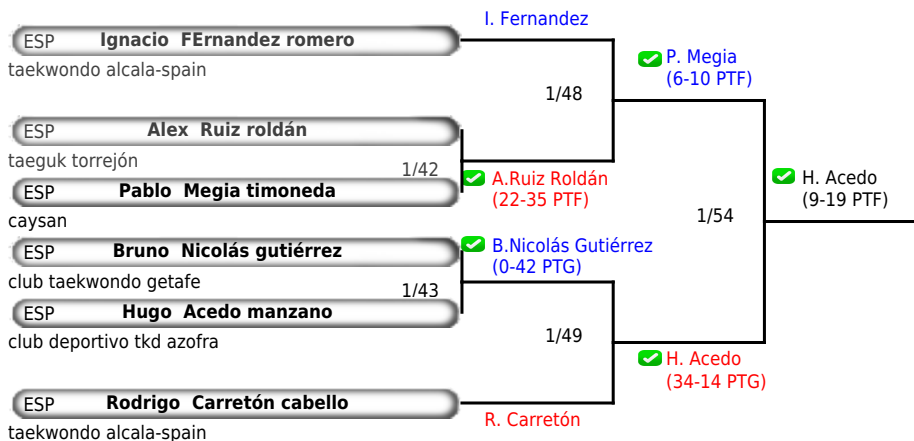 I. Fernandez
ESP Ignacio FErnandez romero
taekwondo alcala-spain
P. Megia
(6-10 PTF)
1/48
ESP Alex Ruiz roldán
taeguk torrejón
1/42
A.Ruiz Roldán
(22-35 PTF)
ESP Pablo Megia timoneda
caysan
H. Acedo
(9-19 PTF)
1/54
ESP Bruno Nicolás gutiérrez
club taekwondo getafe
B.Nicolás Gutiérrez
(0-42 PTG)
1/43
ESP Hugo Acedo manzano
club deportivo tkd azofra
1/49
H. Acedo
(34-14 PTG)
ESP Rodrigo Carretón cabello
taekwondo alcala-spain
R. Carretón